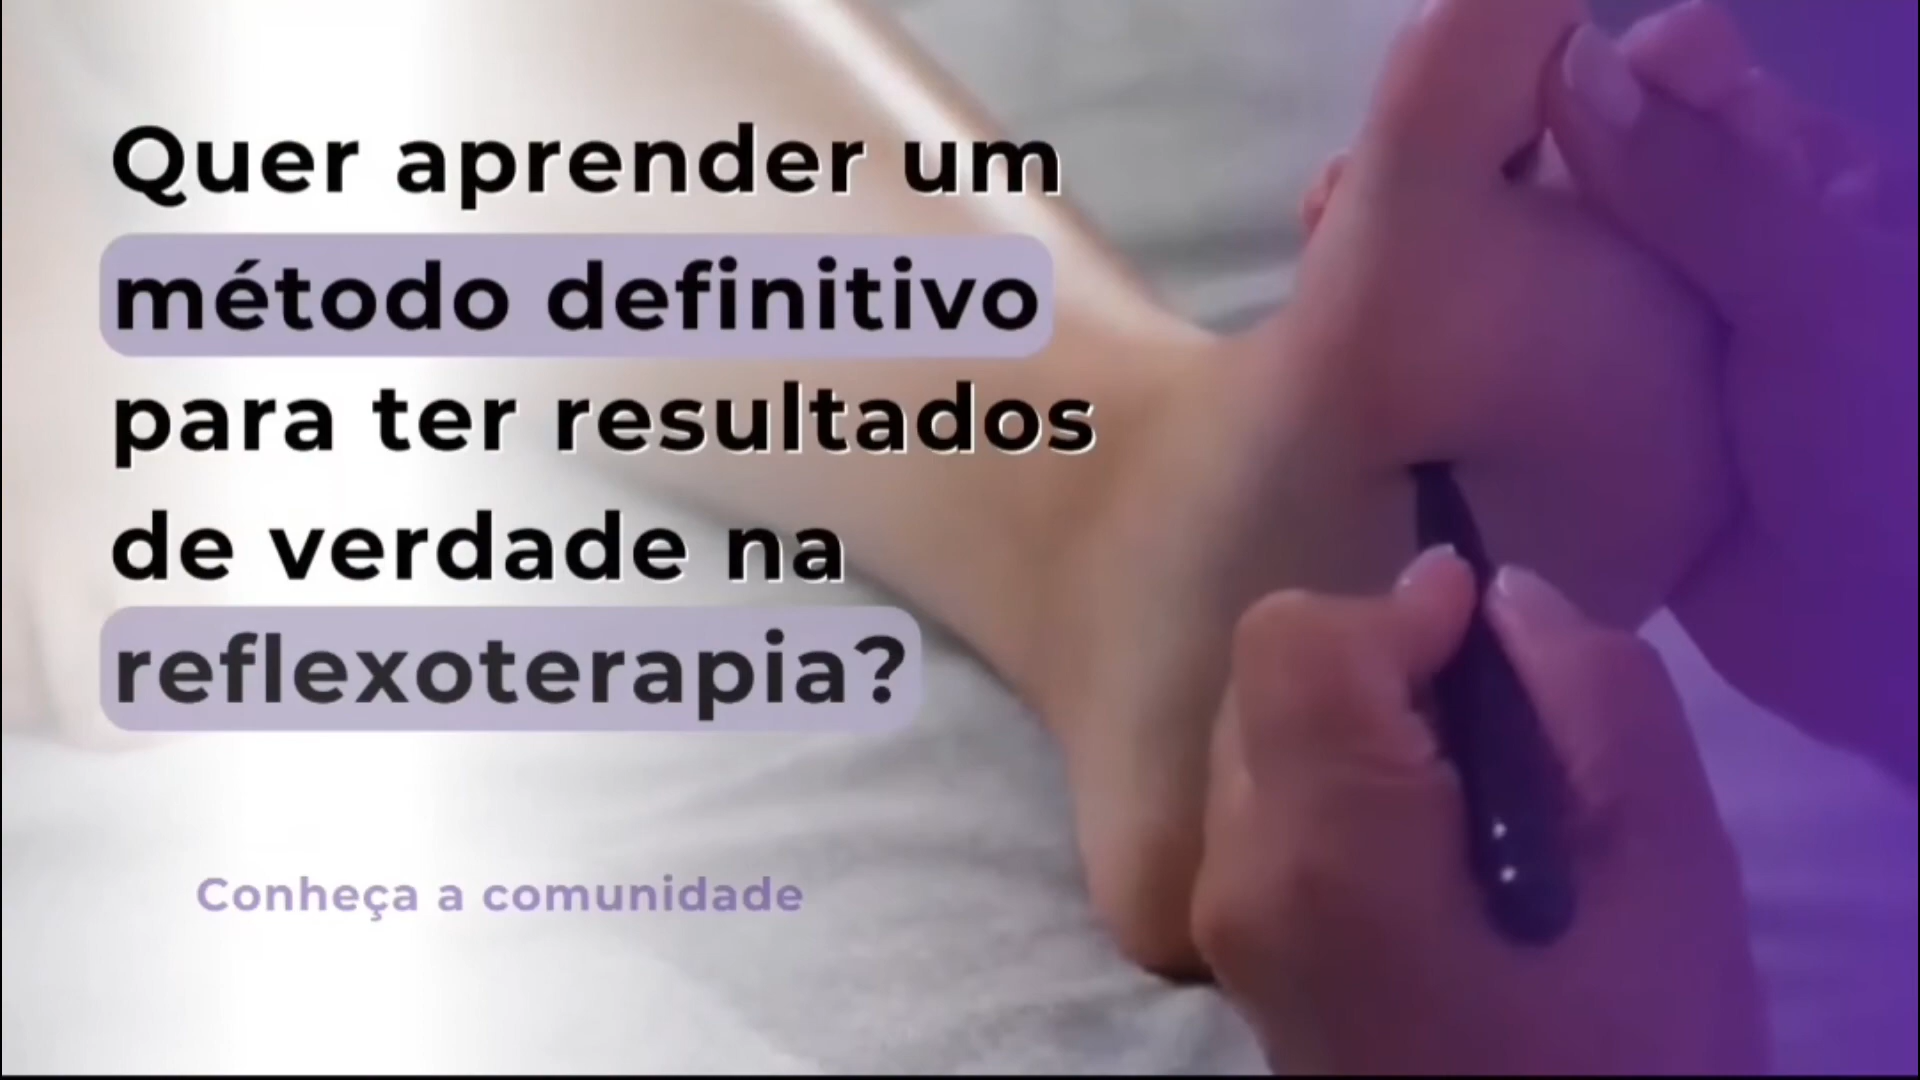 Quer aprender um
método definitivo
para ter resultados
de verdade na
reflexoterapia?
Conheça a comunidade